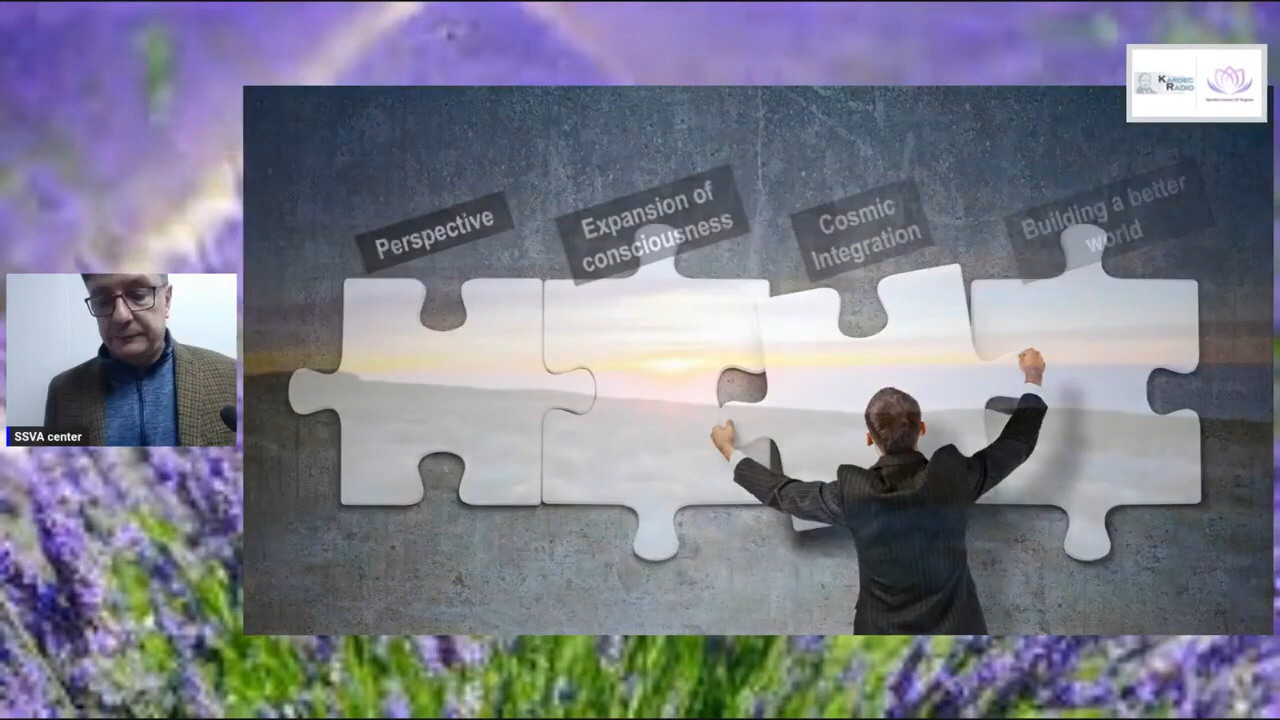 KARDEC
RADIO
Perspective
Expansion of
consciousness
Cosmic
Integration
Building a better
world
SSVA center